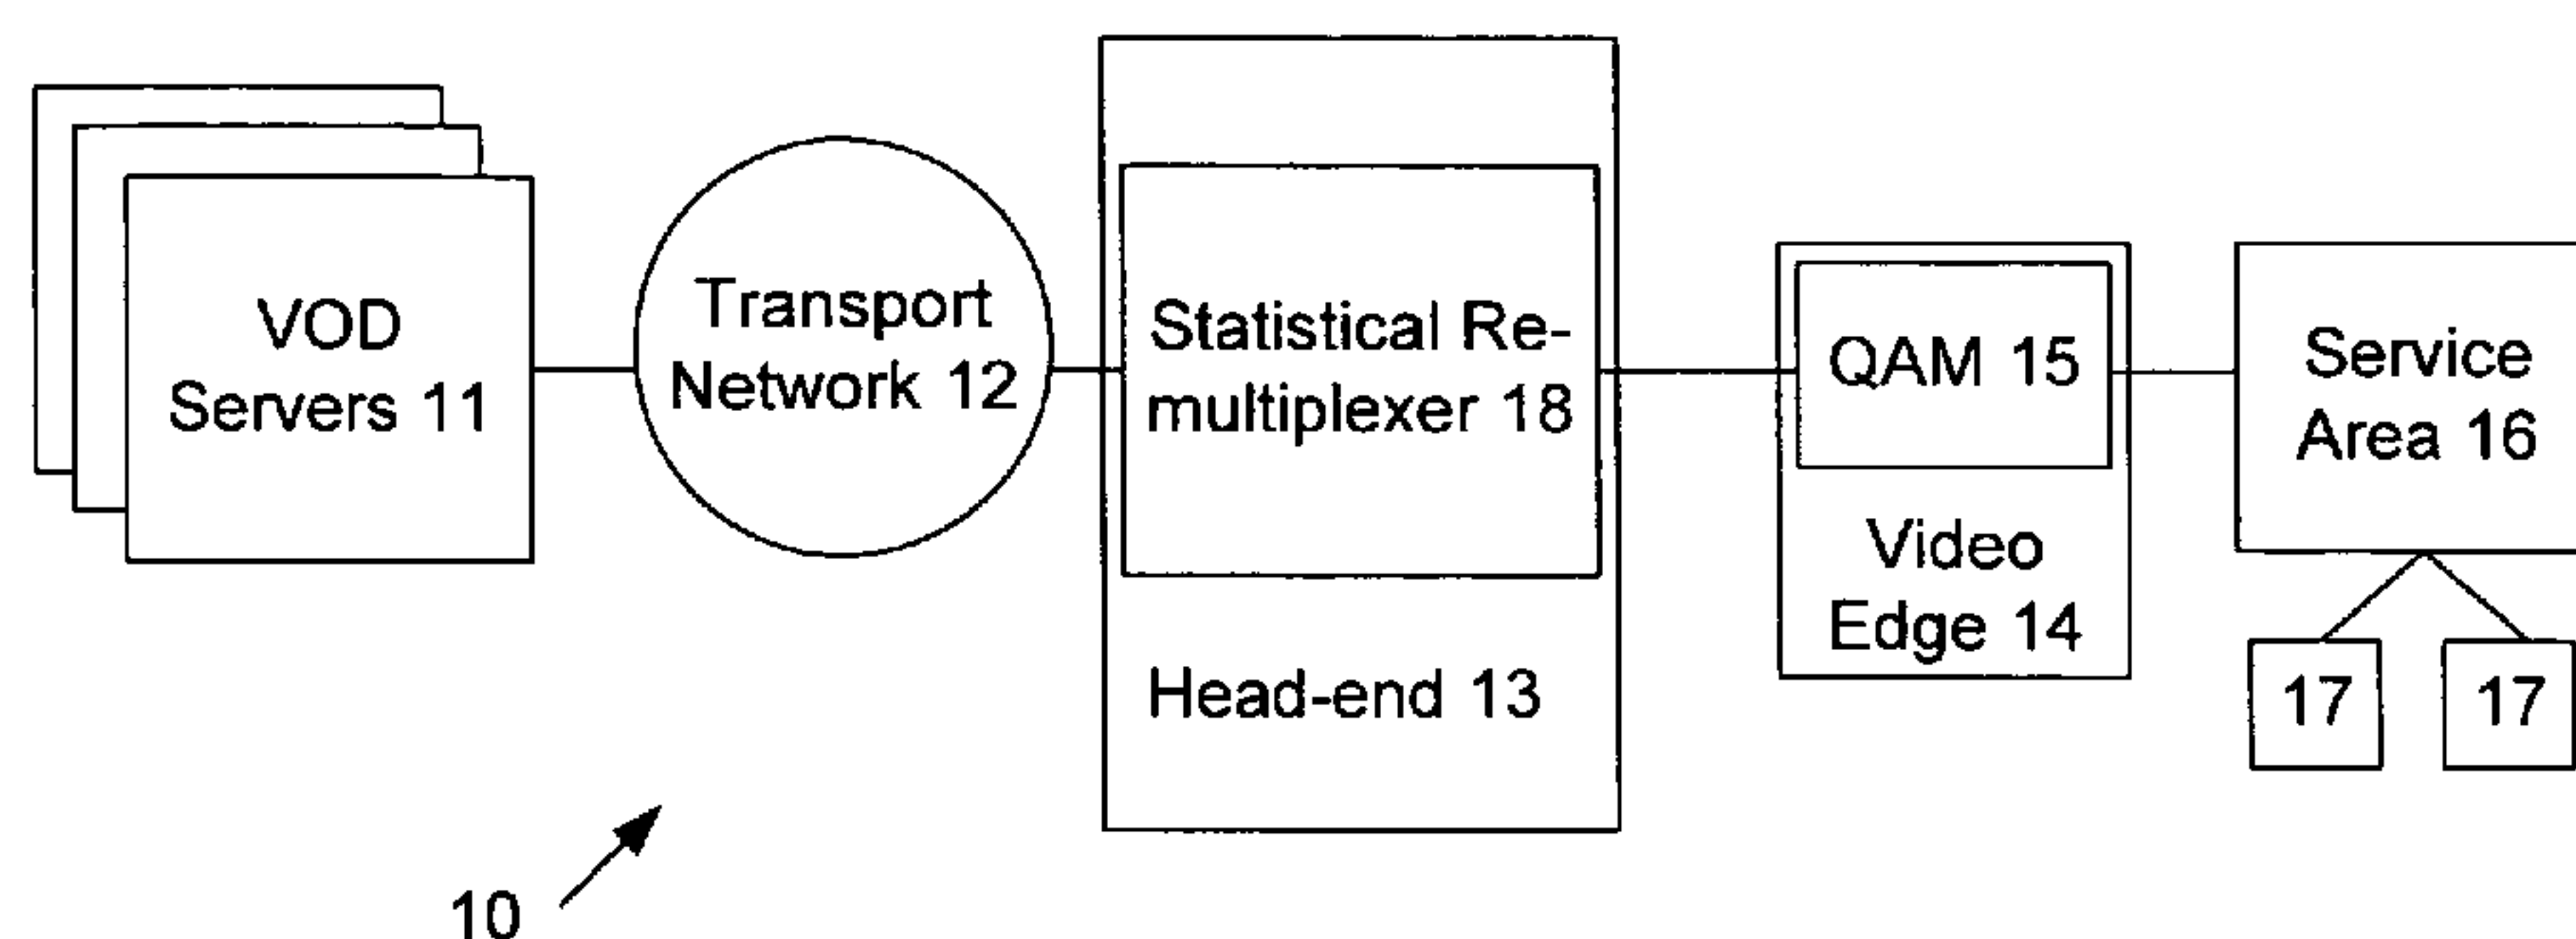 VOD
Servers 11
Transport
Network 12
Statistical Re-
multiplexer 18
Head-end 13
QAM 15
Video
Edge 14
Service
Area 16
17
17
10